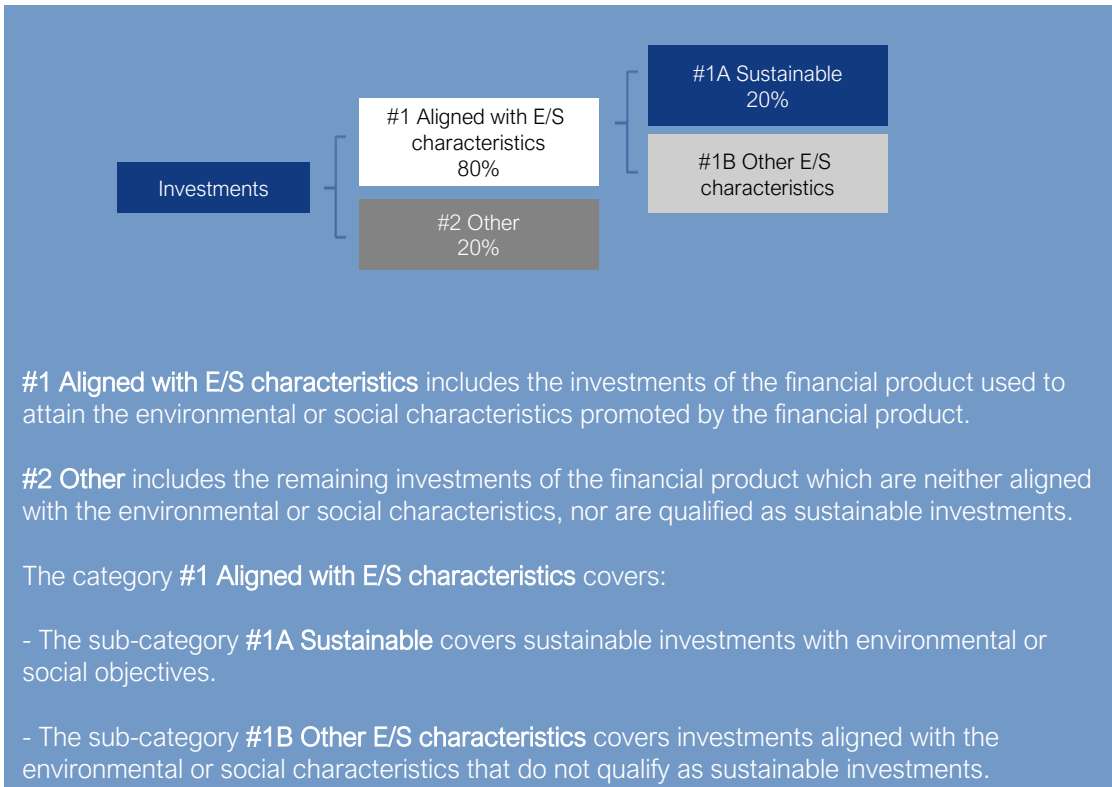 #1A Sustainable
20%
#1 Aligned with E/S
characteristics
80%
#1B Other E/S
characteristics
Investments
#2 Other
20%
#1 Aligned with E/S characteristics includes the investments of the financial product used to
attain the environmental or social characteristics promoted by the financial product.
#2 Other includes the remaining investments of the financial product which are neither aligned
with the environmental or social characteristics, nor are qualified as sustainable investments.
The category #1 Aligned with E/S characteristics covers:
- The sub-category #1A Sustainable covers sustainable investments with environmental or
social objectives.
- The sub-category #1B Other E/S characteristics covers investments aligned with the
environmental or social characteristics that do not qualify as sustainable investments.